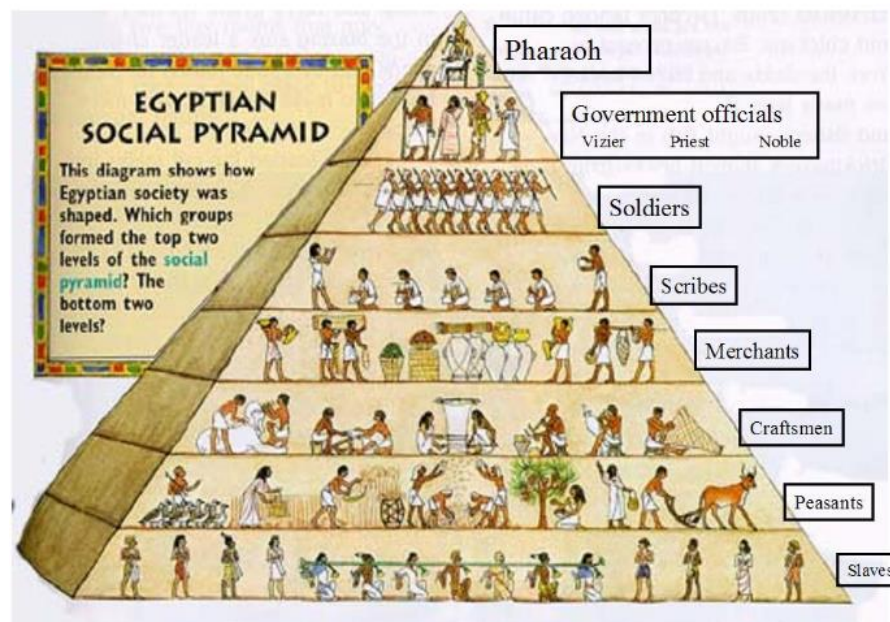 EGYPTIAN
SOCIAL PYRAMID
This diagram shows how
Egyptian society was
shaped. Which groups
formed the top two
levels of the social
pyramid? The
bottom two
levels?
Pharaoh
Government officials
Vizier Priest Noble
Soldiers
Scribes
Merchants
Craftsmen
Peasants
Slaves